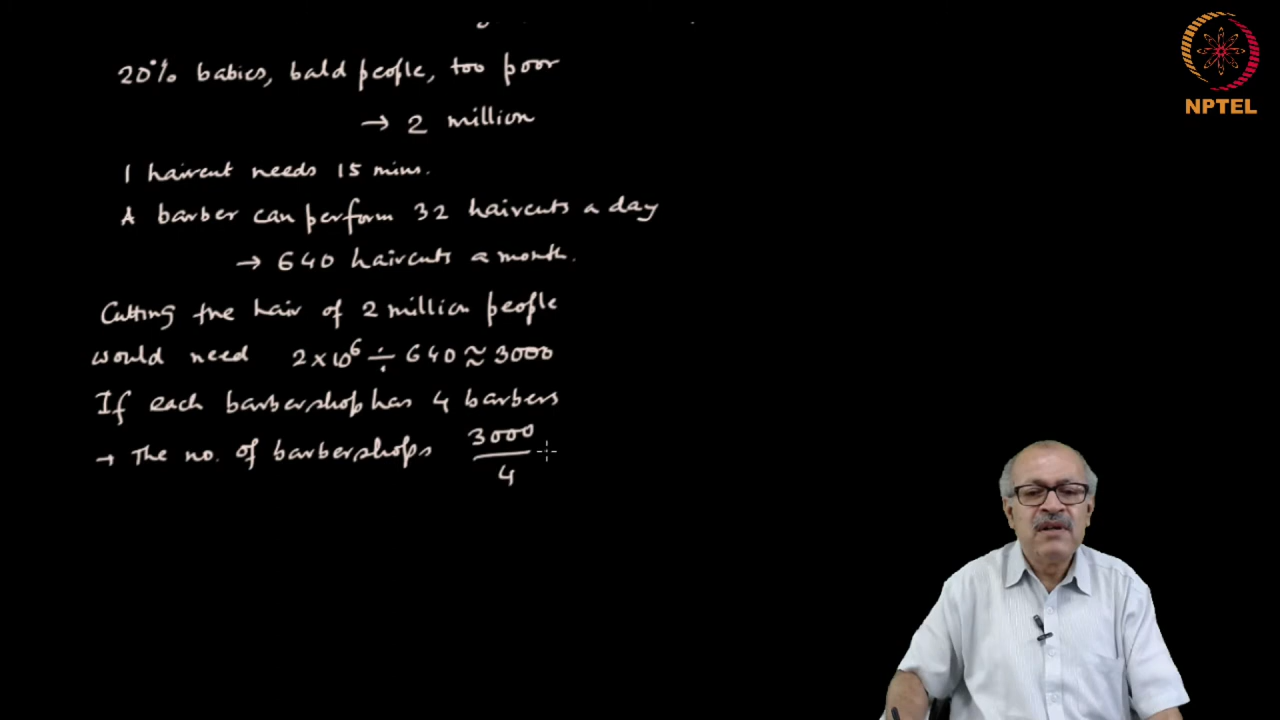 20% babies, bald people, too poor
→ 2 million
1 haircut needs 15 mins.
A barber can perform 32 haircuts a day
→ 640 haircuts a month.
Cutting the hair of 2 million people
would need 2×10⁶ ÷ 640 ≈ 3000
If each barbershop has 4 barbers
→ The no. of barbershops 3000/4
NPTEL